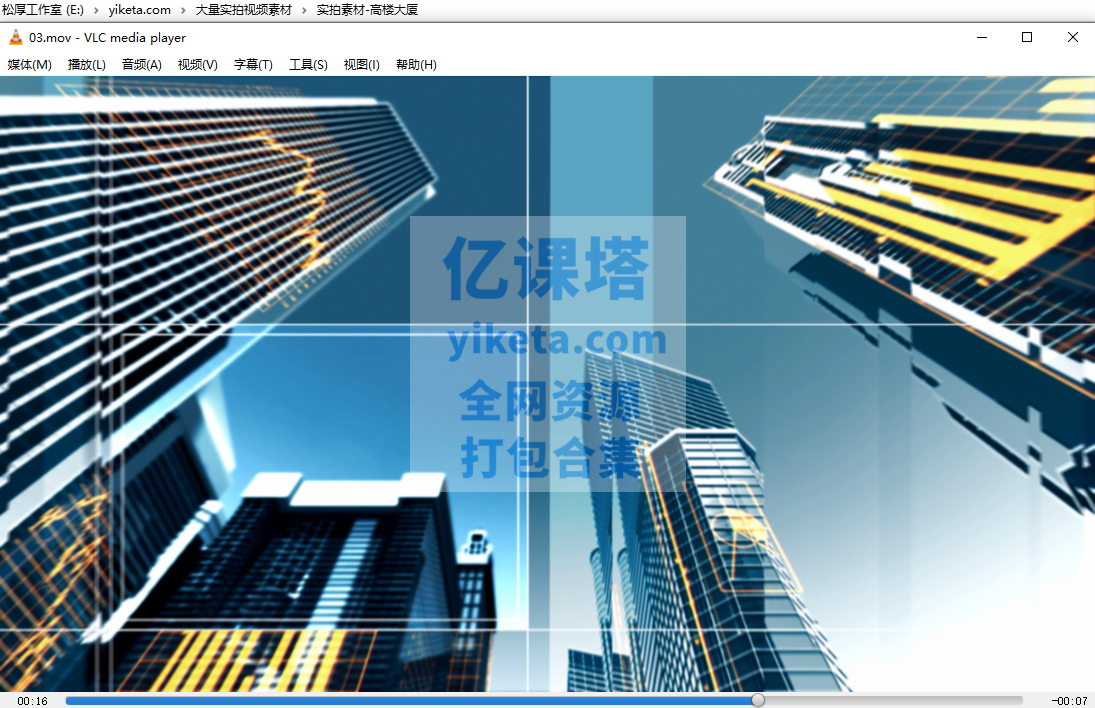 松厚工作室 (E:) › yiketa.com › 大量实拍视频素材 › 实拍素材-高楼大厦
03.mov - VLC media player
媒体(M) 播放(L) 音频(A) 视频(V) 字幕(T) 工具(S) 视图(I) 帮助(H)
亿课塔
yiketa.com
全网资源
打包合集
00:16 -00:07